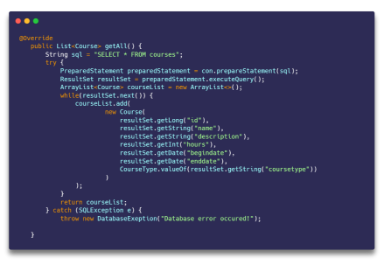 @Override
public List<Course> getAll() {
String sql = "SELECT * FROM courses";
try {
PreparedStatement preparedStatement = con.prepareStatement(sql);
ResultSet resultSet = preparedStatement.executeQuery();
ArrayList<Course> courseList = new ArrayList<>();
while(resultSet.next()) {
courseList.add(
new Course(
resultSet.getLong("id"),
resultSet.getString("name"),
resultSet.getString("description"),
resultSet.getInt("hours"),
resultSet.getDate("begindate"),
resultSet.getDate("enddate"),
CourseType.valueOf(resultSet.getString("coursetype"))
)
);
}
return courseList;
} catch (SQLException e) {
throw new DatabaseExeption("Database error occured!");
}